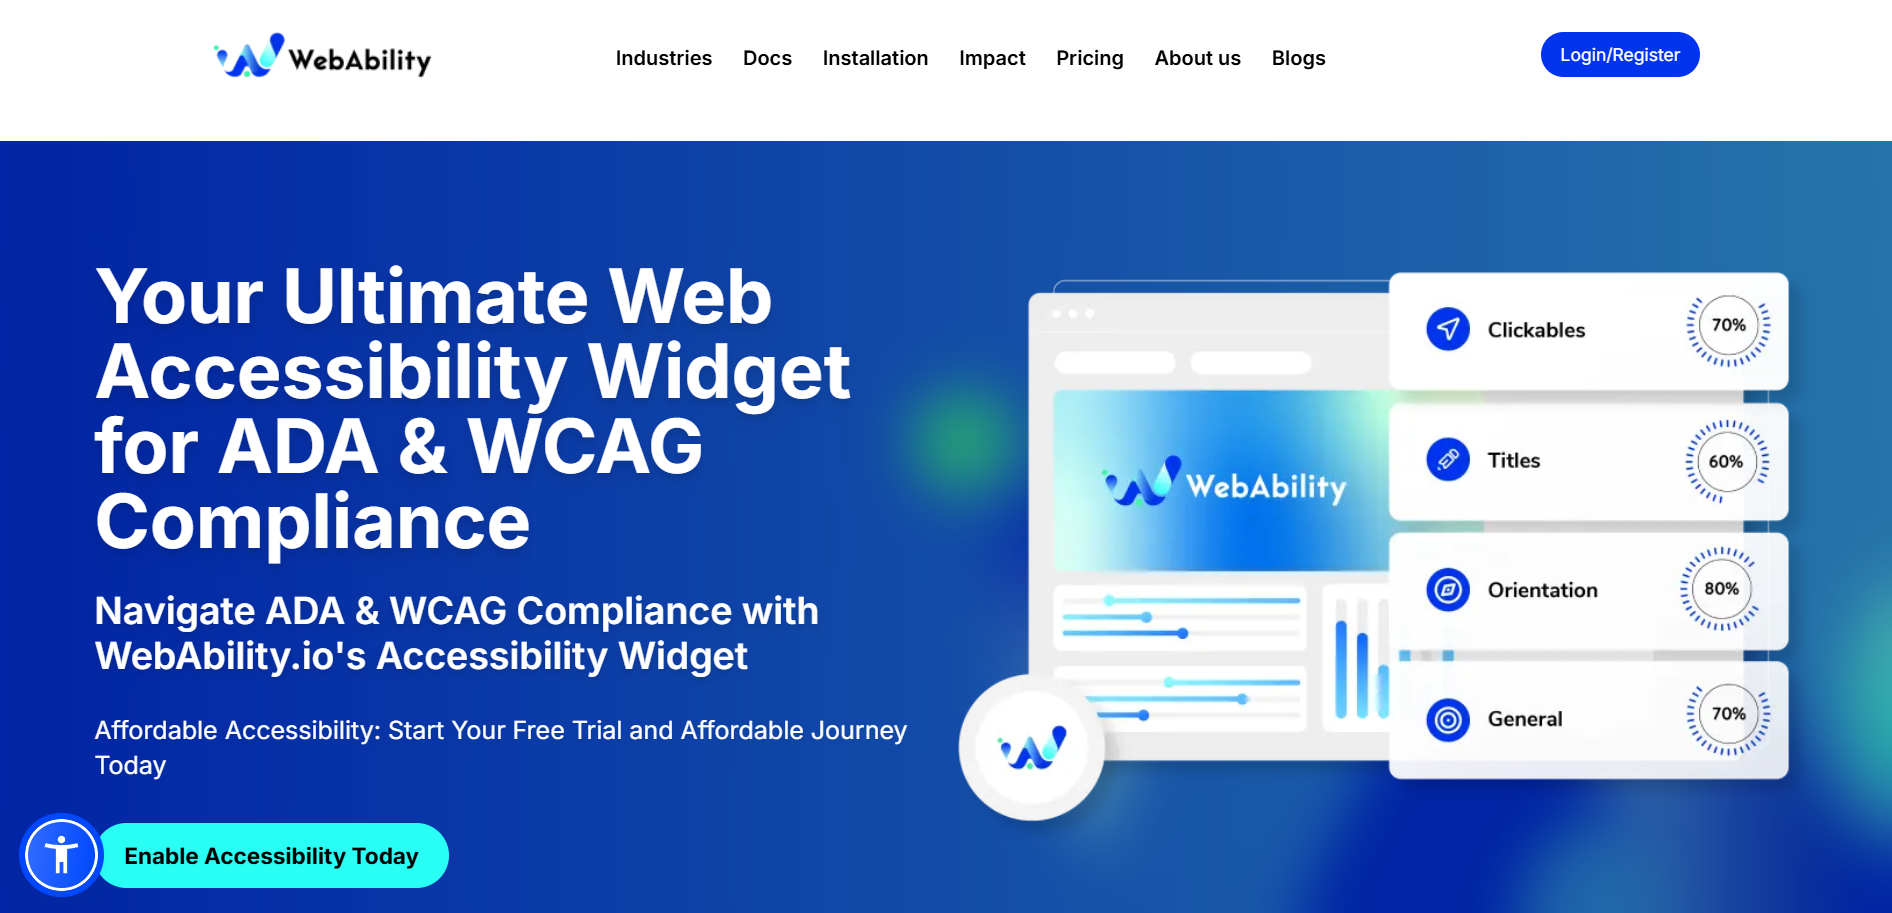 WebAbility
Industries
Docs
Installation
Impact
Pricing
About us
Blogs
Login/Register
Your Ultimate Web
Accessibility Widget
for ADA & WCAG
Compliance
Navigate ADA & WCAG Compliance with
WebAbility.io's Accessibility Widget
Affordable Accessibility: Start Your Free Trial and Affordable Journey
Today
Enable Accessibility Today
WebAbility
Clickables
70%
Titles
60%
Orientation
80%
General
70%